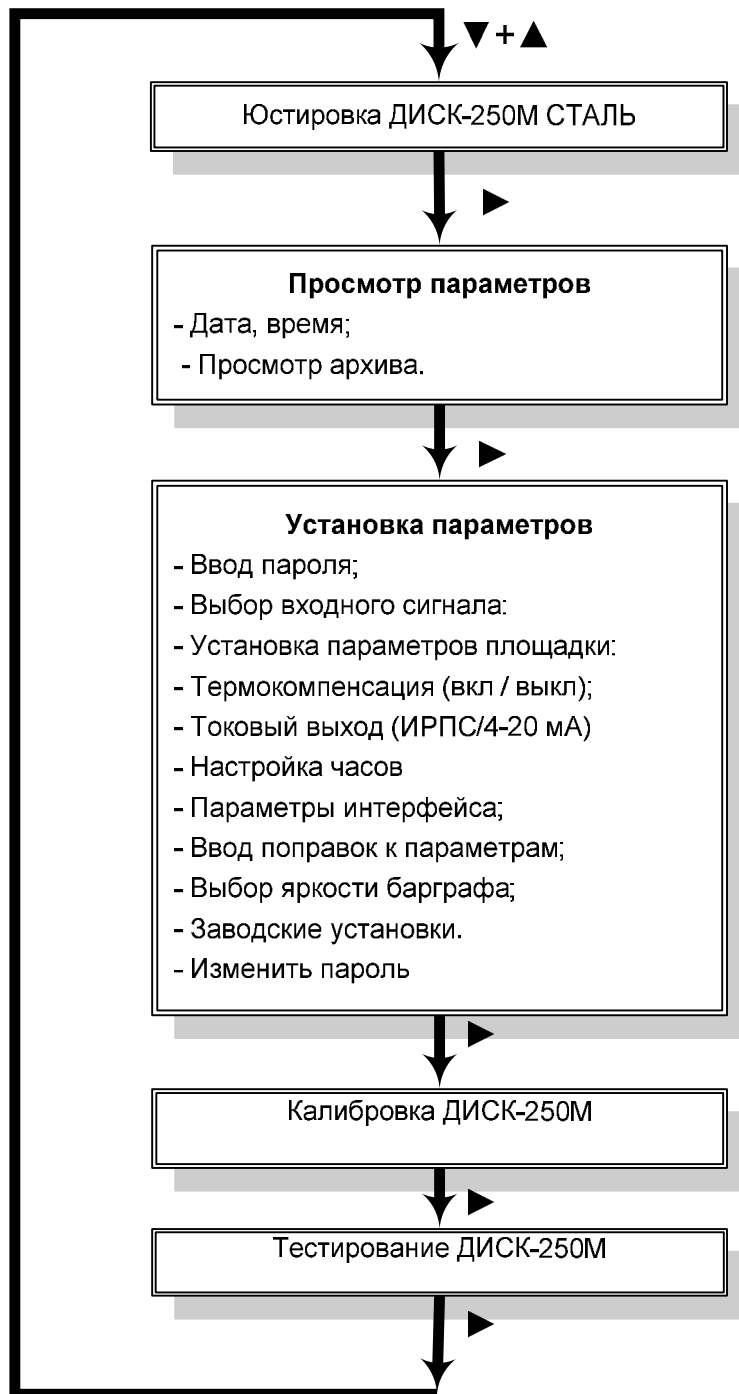 ▼+▲
Юстировка ДИСК-250М СТАЛЬ
►
Просмотр параметров
- Дата, время;
- Просмотр архива.
►
Установка параметров
- Ввод пароля;
- Выбор входного сигнала:
- Установка параметров площадки:
- Термокомпенсация (вкл / выкл);
- Токовый выход (ИРПС/4-20 мА)
- Настройка часов
- Параметры интерфейса;
- Ввод поправок к параметрам;
- Выбор яркости барграфа;
- Заводские установки.
- Изменить пароль
►
Калибровка ДИСК-250М
►
Тестирование ДИСК-250М
►